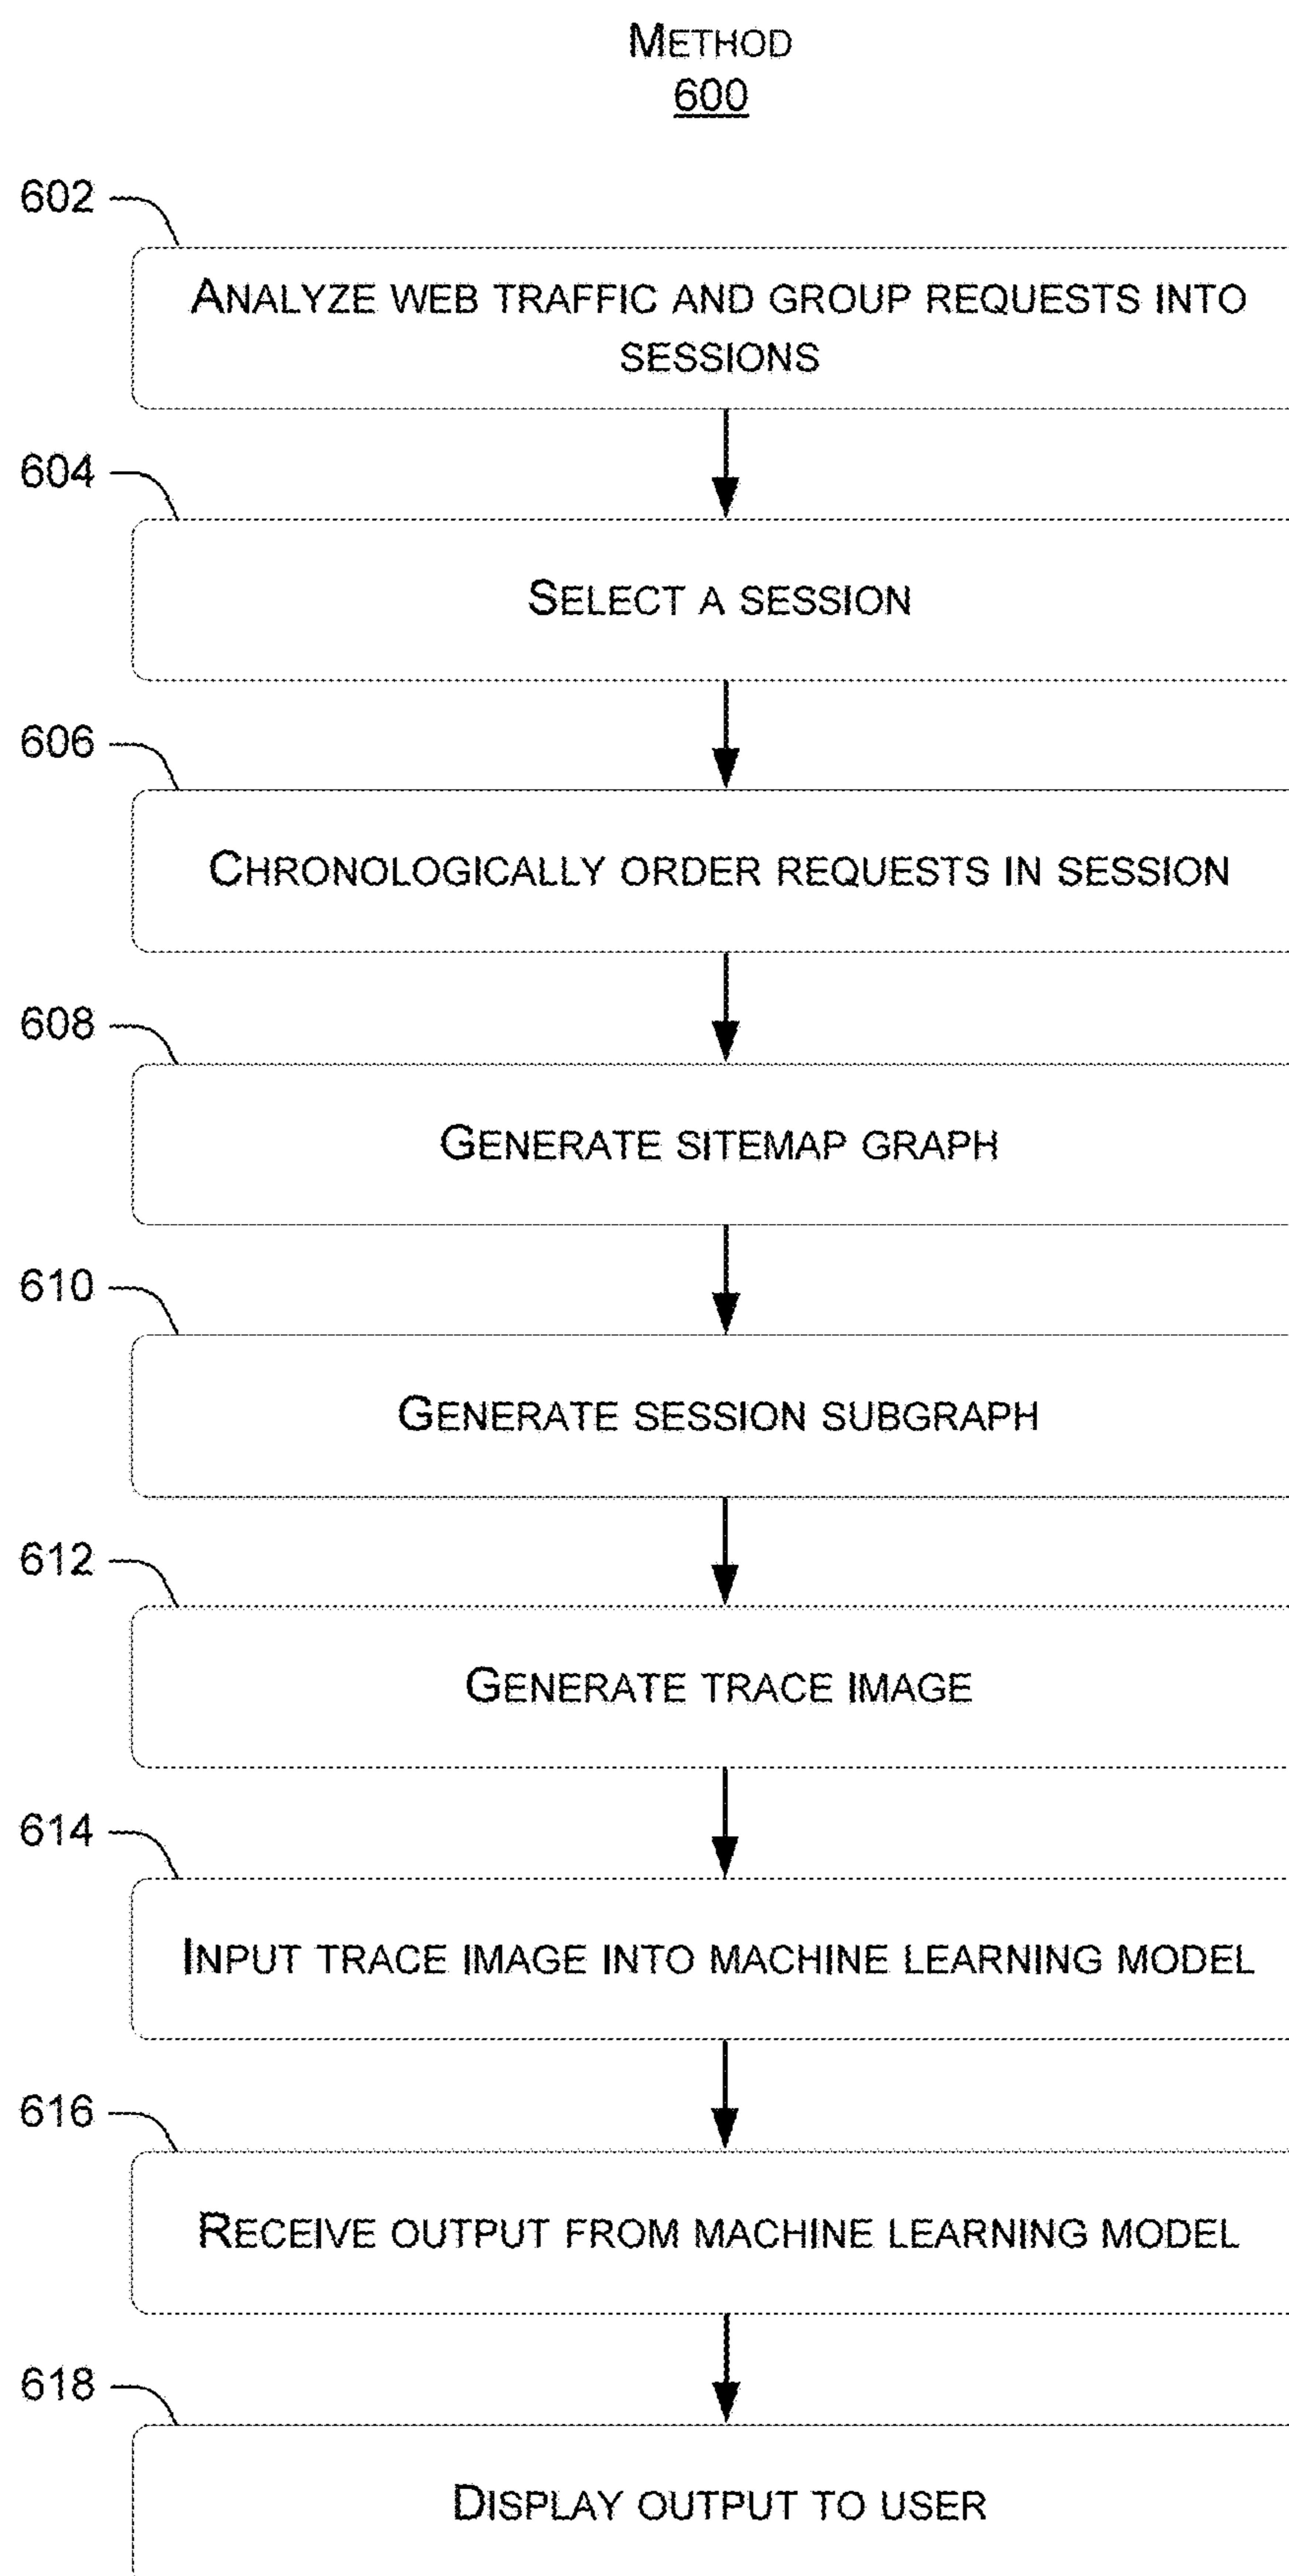 METHOD
600
602
ANALYZE WEB TRAFFIC AND GROUP REQUESTS INTO
SESSIONS
604
SELECT A SESSION
606
CHRONOLOGICALLY ORDER REQUESTS IN SESSION
608
GENERATE SITEMAP GRAPH
610
GENERATE SESSION SUBGRAPH
612
GENERATE TRACE IMAGE
614
INPUT TRACE IMAGE INTO MACHINE LEARNING MODEL
616
RECEIVE OUTPUT FROM MACHINE LEARNING MODEL
618
DISPLAY OUTPUT TO USER